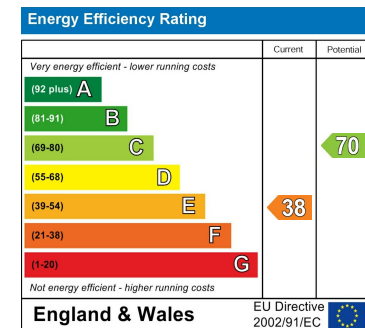 Energy Efficiency Rating
Current Potential
Very energy efficient - lower running costs
(92 plus) A
(81-91) B
(69-80) C
70
(55-68) D
(39-54) E
38
(21-38) F
(1-20) G
Not energy efficient - higher running costs
England & Wales
EU Directive
2002/91/EC